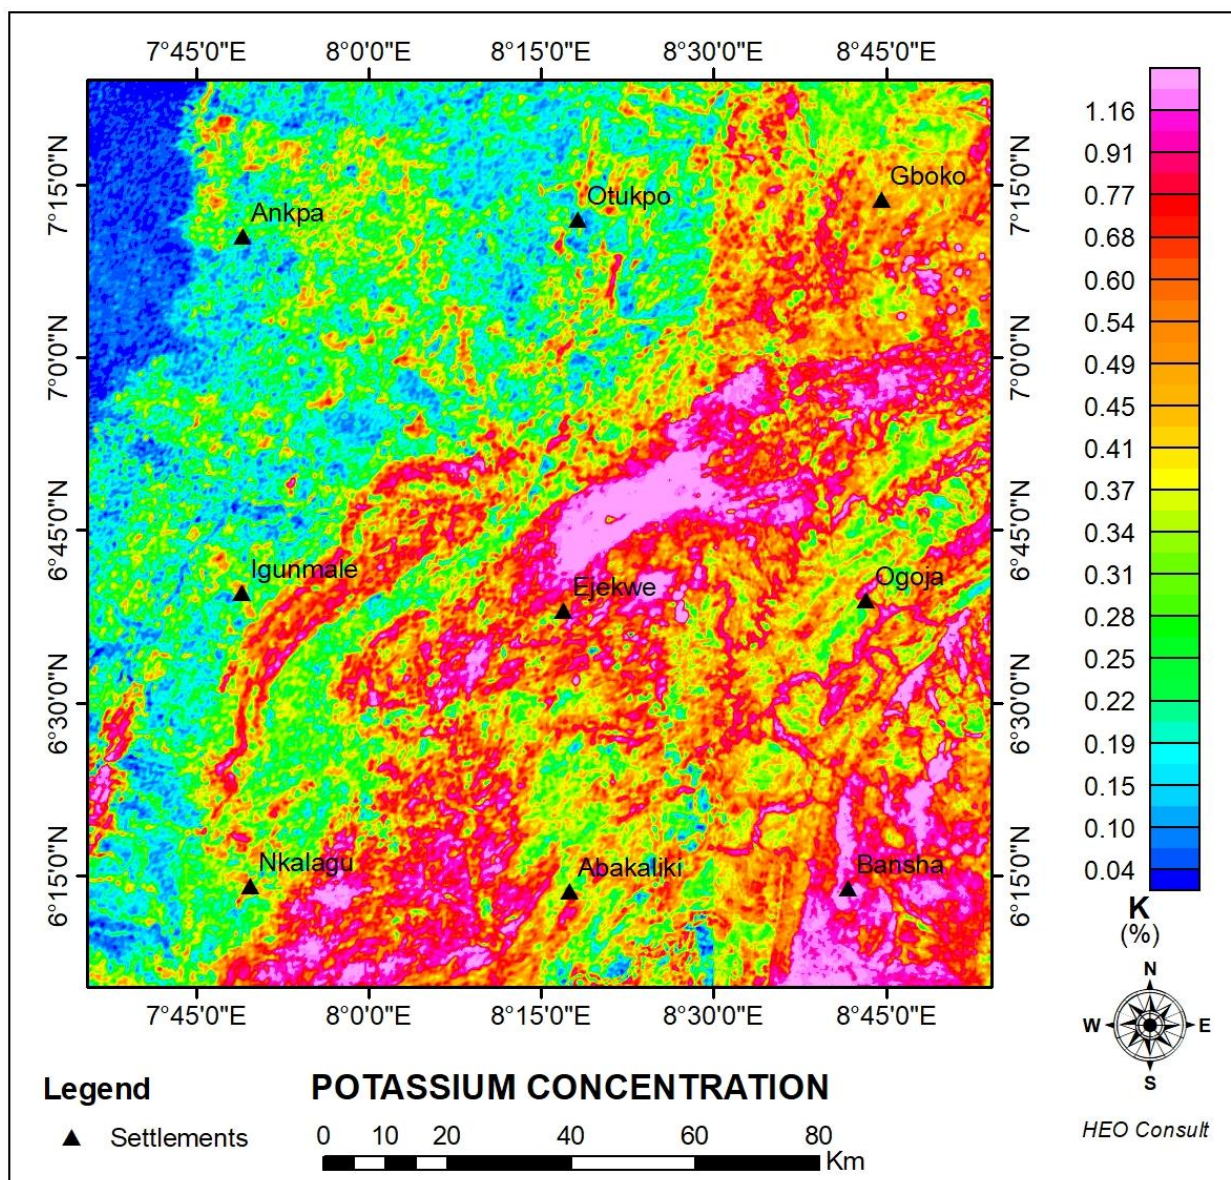 7°45'0"E 8°0'0"E 8°15'0"E 8°30'0"E 8°45'0"E
7°15'0"N
7°0'0"N
6°45'0"N
6°30'0"N
6°15'0"N
Ankpa
Otukpo
Gboko
Igunmale
Ejekwe
Ogoja
Nkalagu
Abakaliki
Bansha
7°15'0"N
7°0'0"N
6°45'0"N
6°30'0"N
6°15'0"N
7°45'0"E 8°0'0"E 8°15'0"E 8°30'0"E 8°45'0"E
1.16
0.91
0.77
0.68
0.60
0.54
0.49
0.45
0.41
0.37
0.34
0.31
0.28
0.25
0.22
0.19
0.15
0.10
0.04
K
(%)
N
W E
S
HEO Consult
Legend
Settlements
POTASSIUM CONCENTRATION
0 10 20 40 60 80
Km